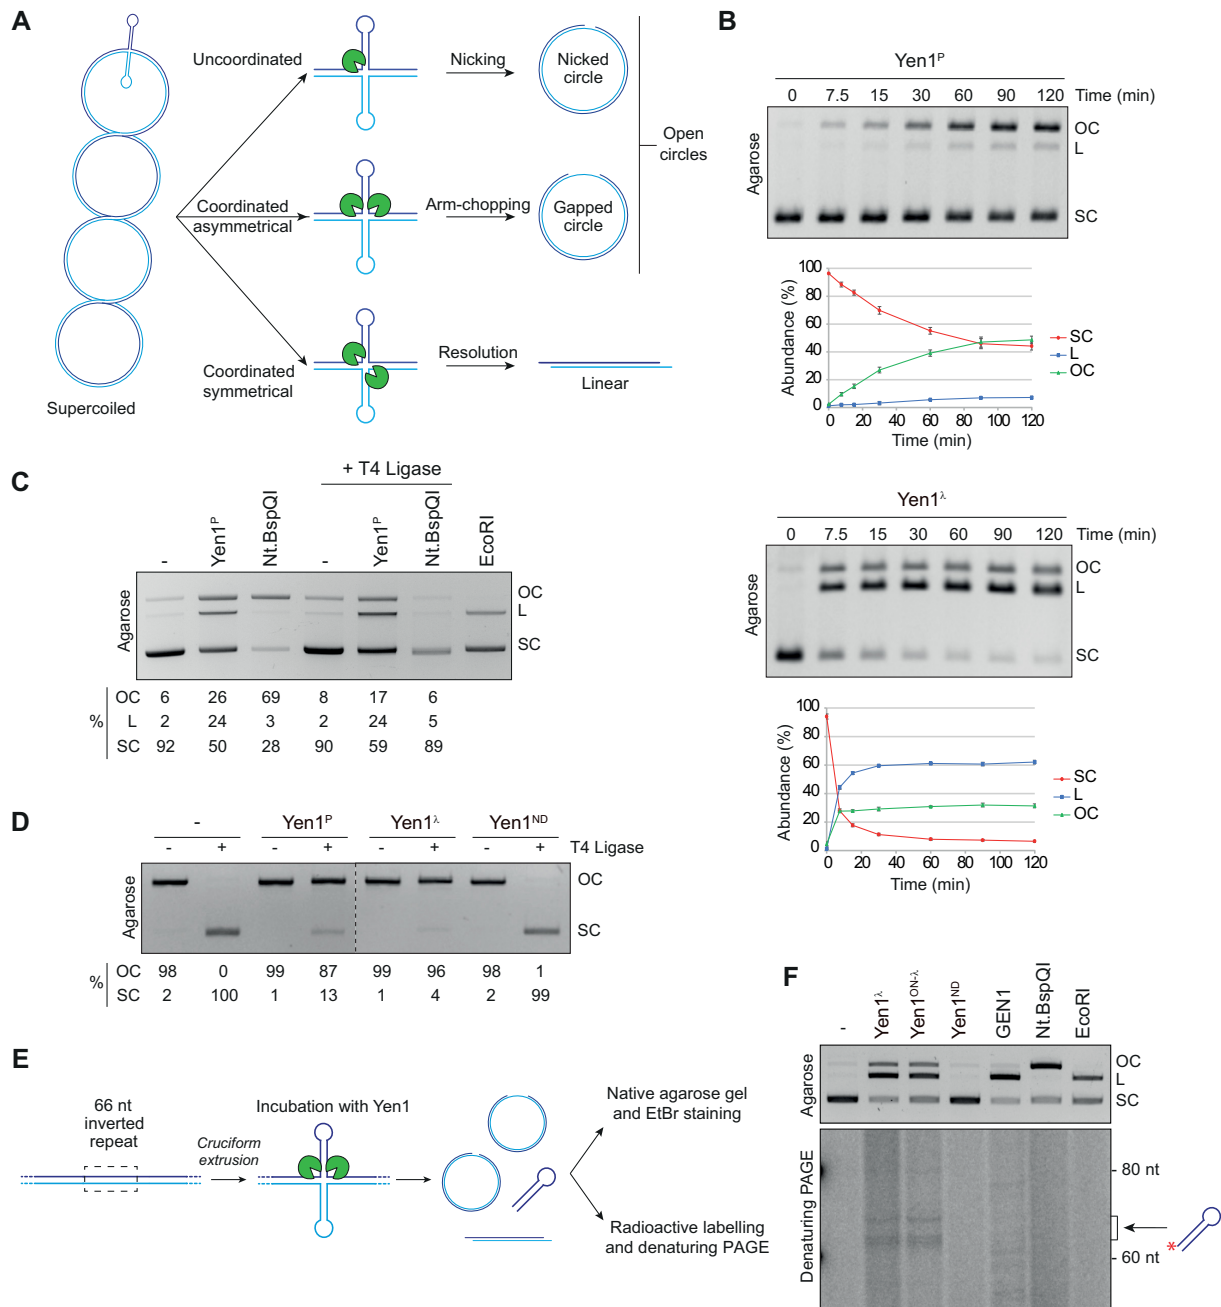 A
Uncoordinated
Nicking
Nicked circle
Open circles
Coordinated asymmetrical
Arm-chopping
Gapped circle
Coordinated symmetrical
Resolution
Linear
Supercoiled
B
Yen1ᴾ
0 7.5 15 30 60 90 120 Time (min)
Agarose
OC
L
SC
Abundance (%)
100
80
60
40
20
0
0 20 40 60 80 100 120
Time (min)
SC
L
OC
Yen1^λ
0 7.5 15 30 60 90 120 Time (min)
Agarose
OC
L
SC
Abundance (%)
100
80
60
40
20
0
0 20 40 60 80 100 120
Time (min)
SC
L
OC
C
+ T4 Ligase
- Yen1ᴾ Nt.BspQI - Yen1ᴾ Nt.BspQI EcoRI
Agarose
OC
L
SC
%
OC 6 26 69 8 17 6
L 2 24 3 2 24 5
SC 92 50 28 90 59 89
D
- Yen1ᴾ Yen1^λ Yen1ᴺᴰ
- + - + - + - + T4 Ligase
Agarose
OC
SC
%
OC 98 0 99 87 99 96 98 1
SC 2 100 1 13 1 4 2 99
E
66 nt
inverted
repeat
Cruciform
extrusion
Incubation with Yen1
Native agarose gel
and EtBr staining
Radioactive labelling
and denaturing PAGE
F
- Yen1^λ Yen1^ON-λ Yen1ᴺᴰ GEN1 Nt.BspQI EcoRI
Agarose
OC
L
SC
Denaturing PAGE
- 80 nt
- 60 nt
*